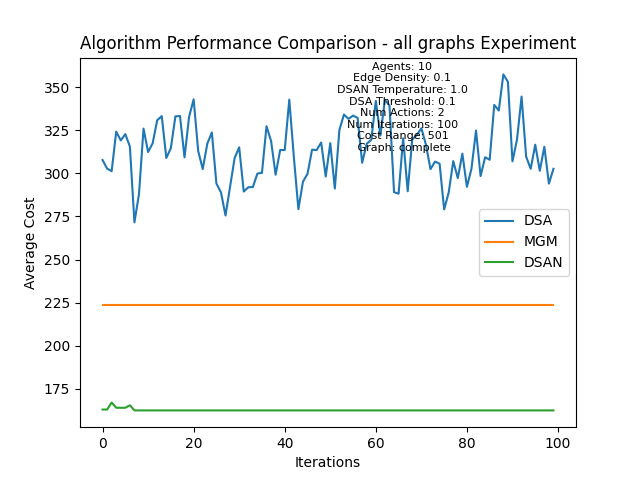 Algorithm Performance Comparison - all graphs Experiment
Agents: 10
Edge Density: 0.1
DSAN Temperature: 1.0
DSA Threshold: 0.1
Num Actions: 2
Num Iterations: 100
Cost Range: 501
Graph: complete
350
325
300
275
250
225
200
175
Average Cost
DSA
MGM
DSAN
0
20
40
60
80
100
Iterations